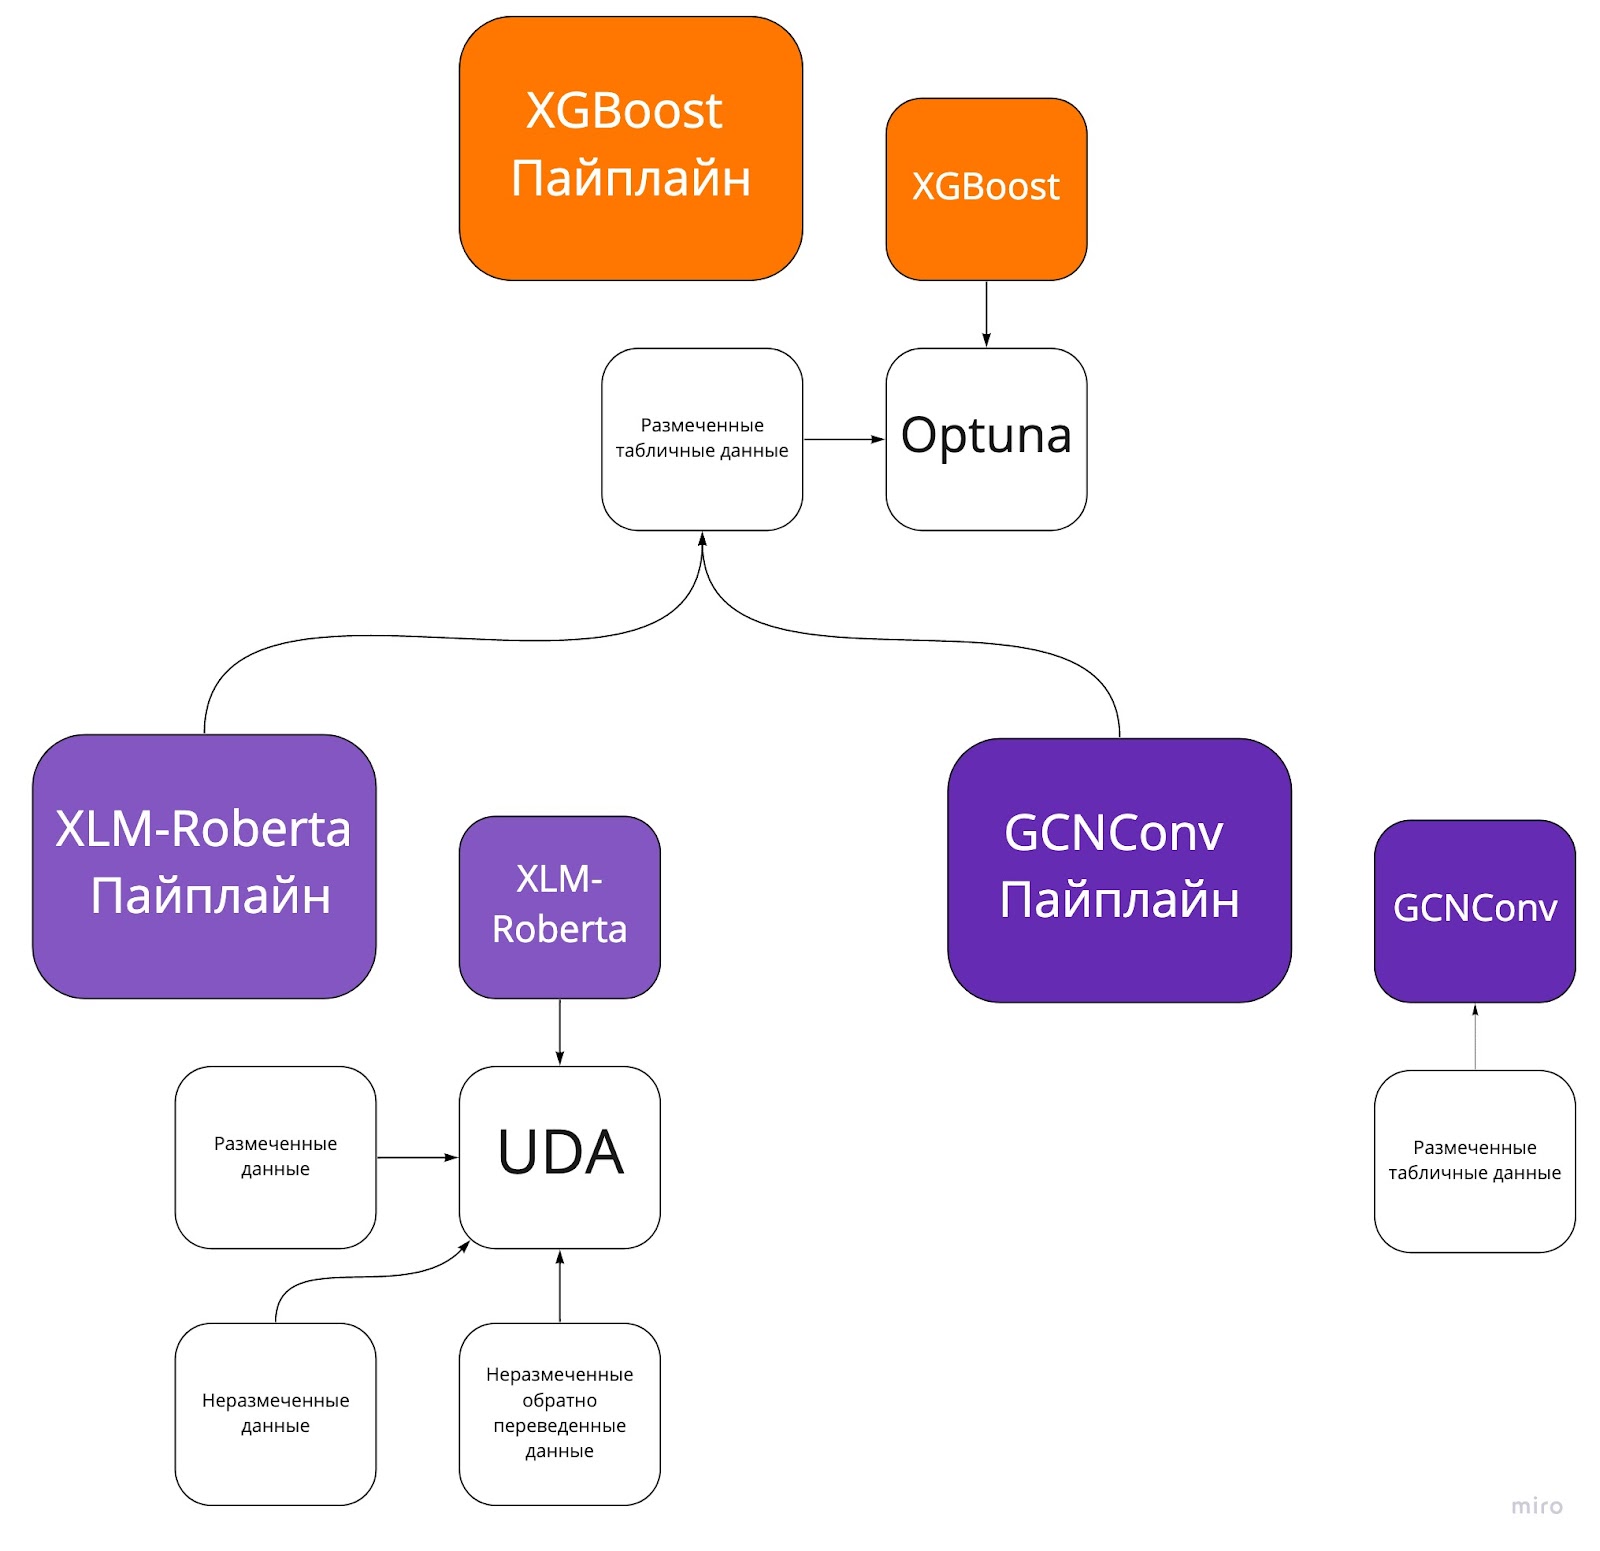 XGBoost
Пайплайн
XGBoost
Размеченные
табличные данные
Optuna
XLM-Roberta
Пайплайн
XLM-
Roberta
GCNConv
Пайплайн
GCNConv
Размеченные
данные
UDA
Размеченные
табличные данные
Неразмеченные
данные
Неразмеченные
обратно
переведенные
данные
miro